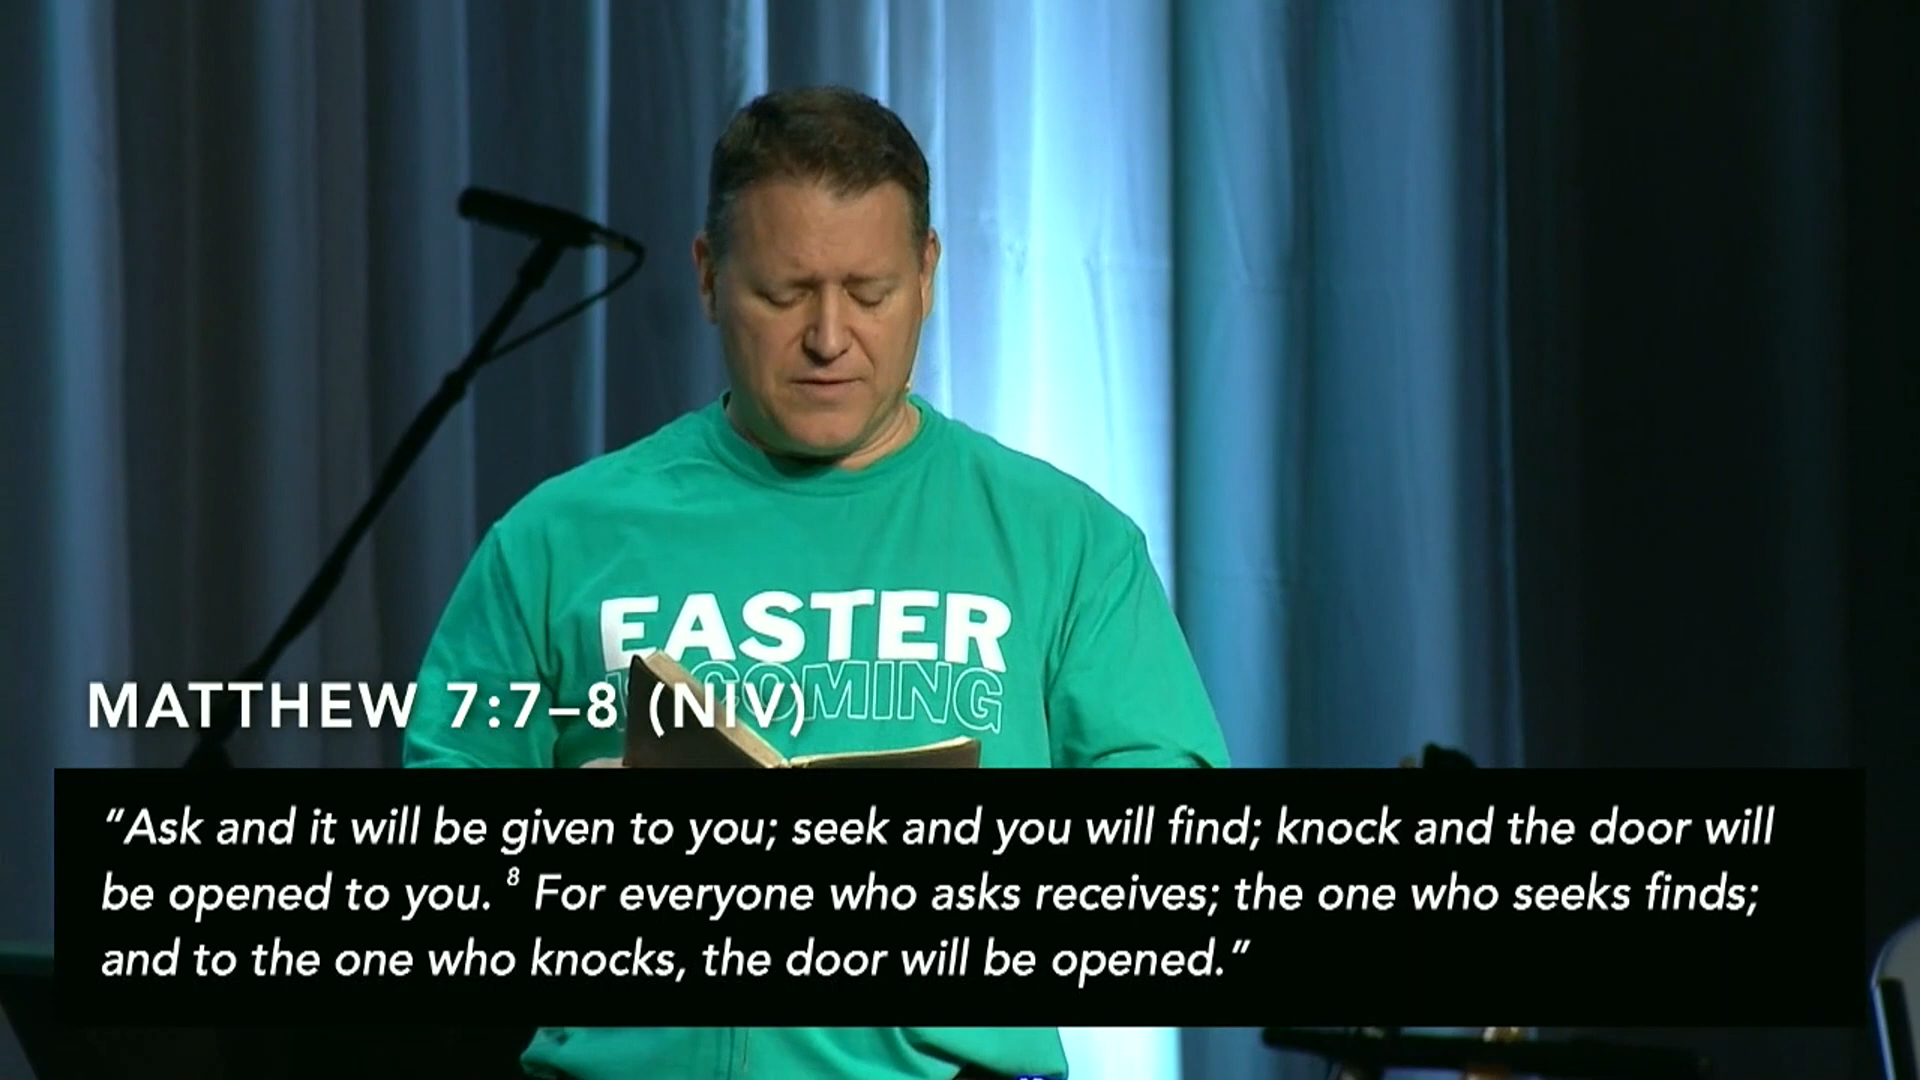 EASTER
COMING
MATTHEW 7:7–8 (NIV)
“Ask and it will be given to you; seek and you will find; knock and the door will
be opened to you. ⁸ For everyone who asks receives; the one who seeks finds;
and to the one who knocks, the door will be opened.”